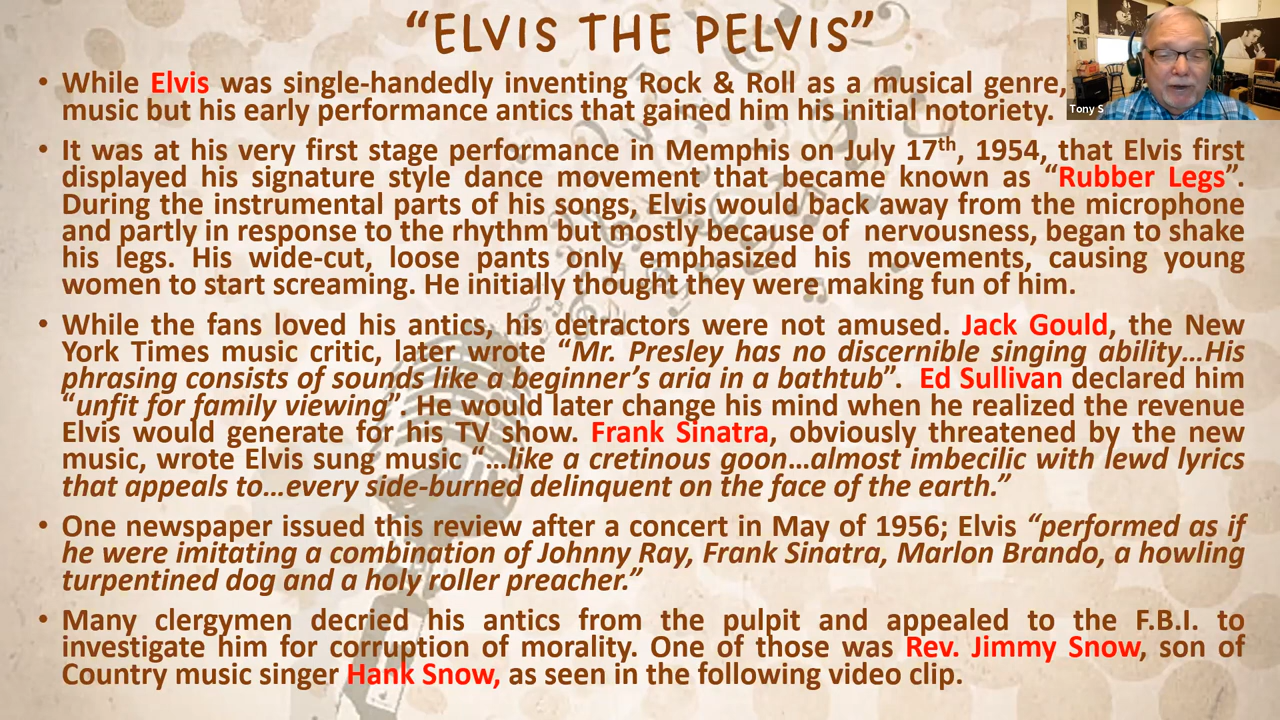 “ELVIS THE PELVIS”
• While Elvis was single-handedly inventing Rock & Roll as a musical genre,
music but his early performance antics that gained him his initial notoriety.
Tony S
• It was at his very first stage performance in Memphis on July 17th, 1954, that Elvis first
displayed his signature style dance movement that became known as “Rubber Legs”.
During the instrumental parts of his songs, Elvis would back away from the microphone
and partly in response to the rhythm but mostly because of nervousness, began to shake
his legs. His wide-cut, loose pants only emphasized his movements, causing young
women to start screaming. He initially thought they were making fun of him.
• While the fans loved his antics, his detractors were not amused. Jack Gould, the New
York Times music critic, later wrote “Mr. Presley has no discernible singing ability…His
phrasing consists of sounds like a beginner’s aria in a bathtub”. Ed Sullivan declared him
“unfit for family viewing”. He would later change his mind when he realized the revenue
Elvis would generate for his TV show. Frank Sinatra, obviously threatened by the new
music, wrote Elvis sung music “…like a cretinous goon…almost imbecilic with lewd lyrics
that appeals to…every side-burned delinquent on the face of the earth.”
• One newspaper issued this review after a concert in May of 1956; Elvis “performed as if
he were imitating a combination of Johnny Ray, Frank Sinatra, Marlon Brando, a howling
turpentined dog and a holy roller preacher.”
• Many clergymen decried his antics from the pulpit and appealed to the F.B.I. to
investigate him for corruption of morality. One of those was Rev. Jimmy Snow, son of
Country music singer Hank Snow, as seen in the following video clip.